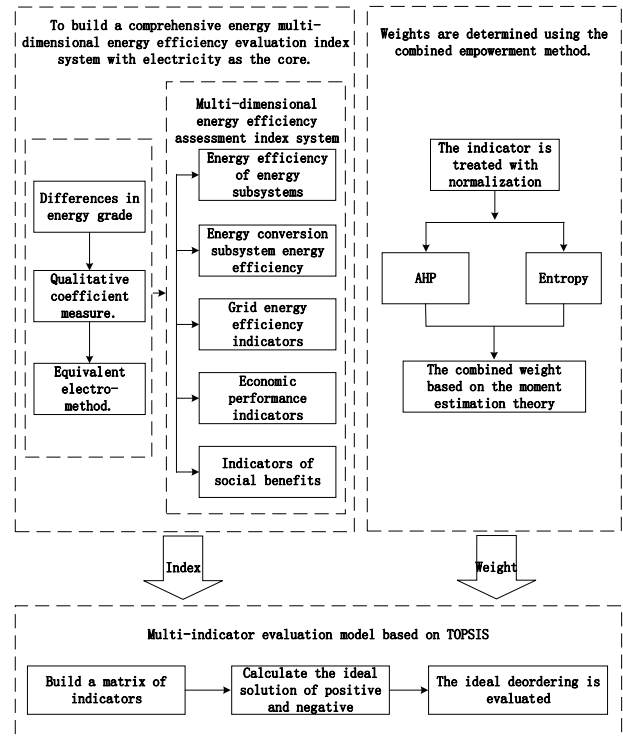 To build a comprehensive energy multi-
dimensional energy efficiency evaluation index
system with electricity as the core.
Differences in
energy grade
Qualitative
coefficient
measure.
Equivalent
electro-
method.
Multi-dimensional
energy efficiency
assessment index system
Energy efficiency
of energy
subsystems
Energy conversion
subsystem energy
efficiency
Grid energy
efficiency
indicators
Economic
performance
indicators
Indicators of
social benefits
Weights are determined using the
combined empowerment method.
The indicator is
treated with
normalization
AHP
Entropy
The combined weight
based on the moment
estimation theory
Index
Weight
Multi-indicator evaluation model based on TOPSIS
Build a matrix of
indicators
Calculate the ideal
solution of positive
and negative
The ideal deordering is
evaluated